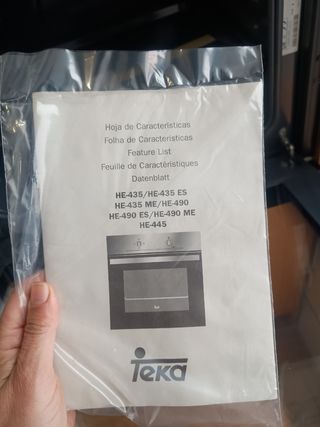 Hoja de Características
Folha de Características
Feature List
Feuille de Caractéristiques
Datenblatt
HE-435/HE-435 ES
HE-435 ME/HE-490
HE-490 ES/HE-490 ME
HE-445
Teka